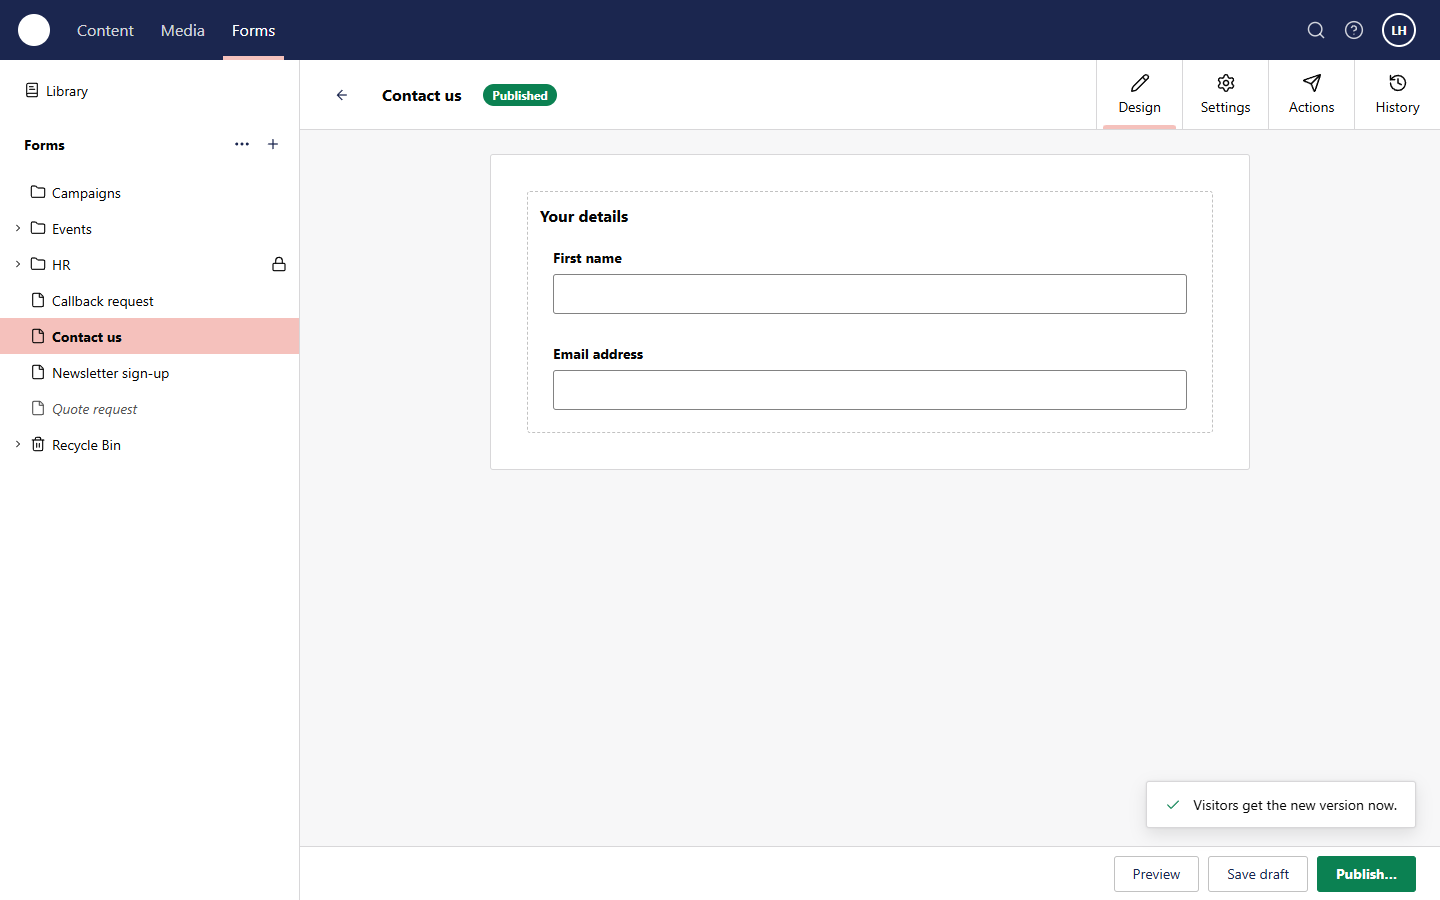 Content
Media
Forms
LH
Library
Forms
Campaigns
Events
HR
Callback request
Contact us
Newsletter sign-up
Quote request
Recycle Bin
Contact us
Published
Design
Settings
Actions
History
Your details
First name
Email address
Visitors get the new version now.
Preview
Save draft
Publish...